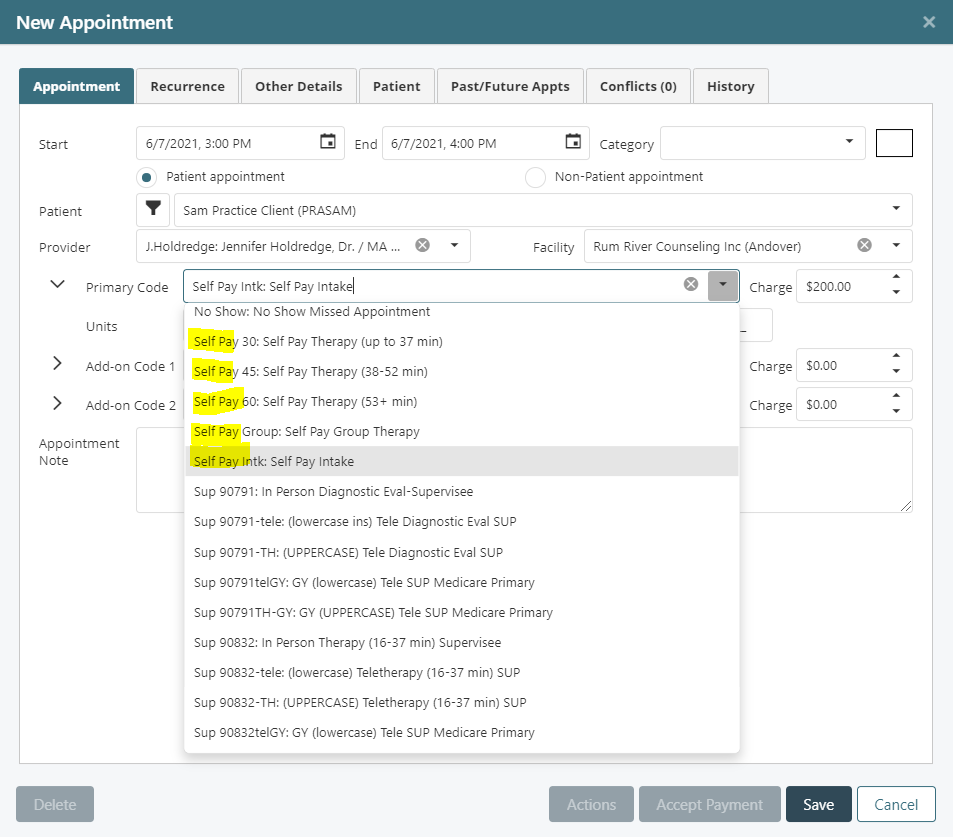 New Appointment
Appointment Recurrence Other Details Patient Past/Future Appts Conflicts (0) History
Start 6/7/2021, 3:00 PM End 6/7/2021, 4:00 PM Category
Patient appointment Non-Patient appointment
Patient Sam Practice Client (PRASAM)
Provider J.Holdredge: Jennifer Holdredge, Dr. / MA ... Facility Rum River Counseling Inc (Andover)
Primary Code Self Pay Intk: Self Pay Intake Charge $200.00
No Show: No Show Missed Appointment
Units
Self Pay 30: Self Pay Therapy (up to 37 min)
Add-on Code 1 Self Pay 45: Self Pay Therapy (38-52 min) Charge $0.00
Add-on Code 2 Self Pay 60: Self Pay Therapy (53+ min) Charge $0.00
Appointment Note
Self Pay Group: Self Pay Group Therapy
Self Pay Intk: Self Pay Intake
Sup 90791: In Person Diagnostic Eval-Supervisee
Sup 90791-tele: (lowercase ins) Tele Diagnostic Eval SUP
Sup 90791-TH: (UPPERCASE) Tele Diagnostic Eval SUP
Sup 90791telGY: GY (lowercase) Tele SUP Medicare Primary
Sup 90791TH-GY: GY (UPPERCASE) Tele SUP Medicare Primary
Sup 90832: In Person Therapy (16-37 min) Supervisee
Sup 90832-tele: (lowercase) Teletherapy (16-37 min) SUP
Sup 90832-TH: (UPPERCASE) Teletherapy (16-37 min) SUP
Sup 90832telGY: GY (lowercase) Tele SUP Medicare Primary
Delete Actions Accept Payment Save Cancel